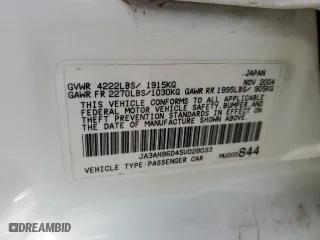 JAPAN
GVWR 4222LBS/ 1915KG NOV 2004
GAWR FR 2270LBS/1030KG GAWR RR 1995LBS/ 905KG
THIS VEHICLE CONFORMS TO ALL APPLICABLE
FEDERAL MOTOR VEHICLE SAFETY,BUMPER,AND
THEFT PREVENTION STANDARDS IN EFFECT ON
THE DATE OF MANUFACTURE SHOWN ABOVE.
JA3AH86D45U028033 MU000844
VEHICLE TYPE:PASSENGER CAR
DREAMBID